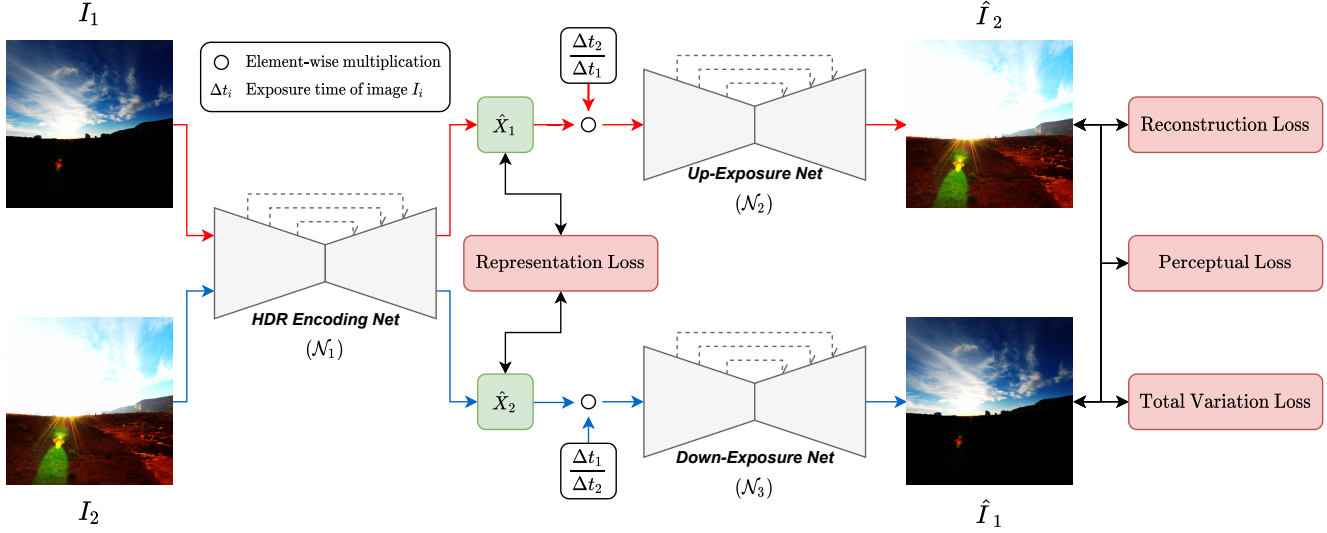 I₁
○ Element-wise multiplication
Δtᵢ Exposure time of image Iᵢ
Δt₂
Δt₁
Î₂
X̂₁
Up-Exposure Net
(𝒩₂)
Reconstruction Loss
HDR Encoding Net
(𝒩₁)
Representation Loss
Perceptual Loss
X̂₂
Δt₁
Δt₂
Down-Exposure Net
(𝒩₃)
Total Variation Loss
I₂
Î₁